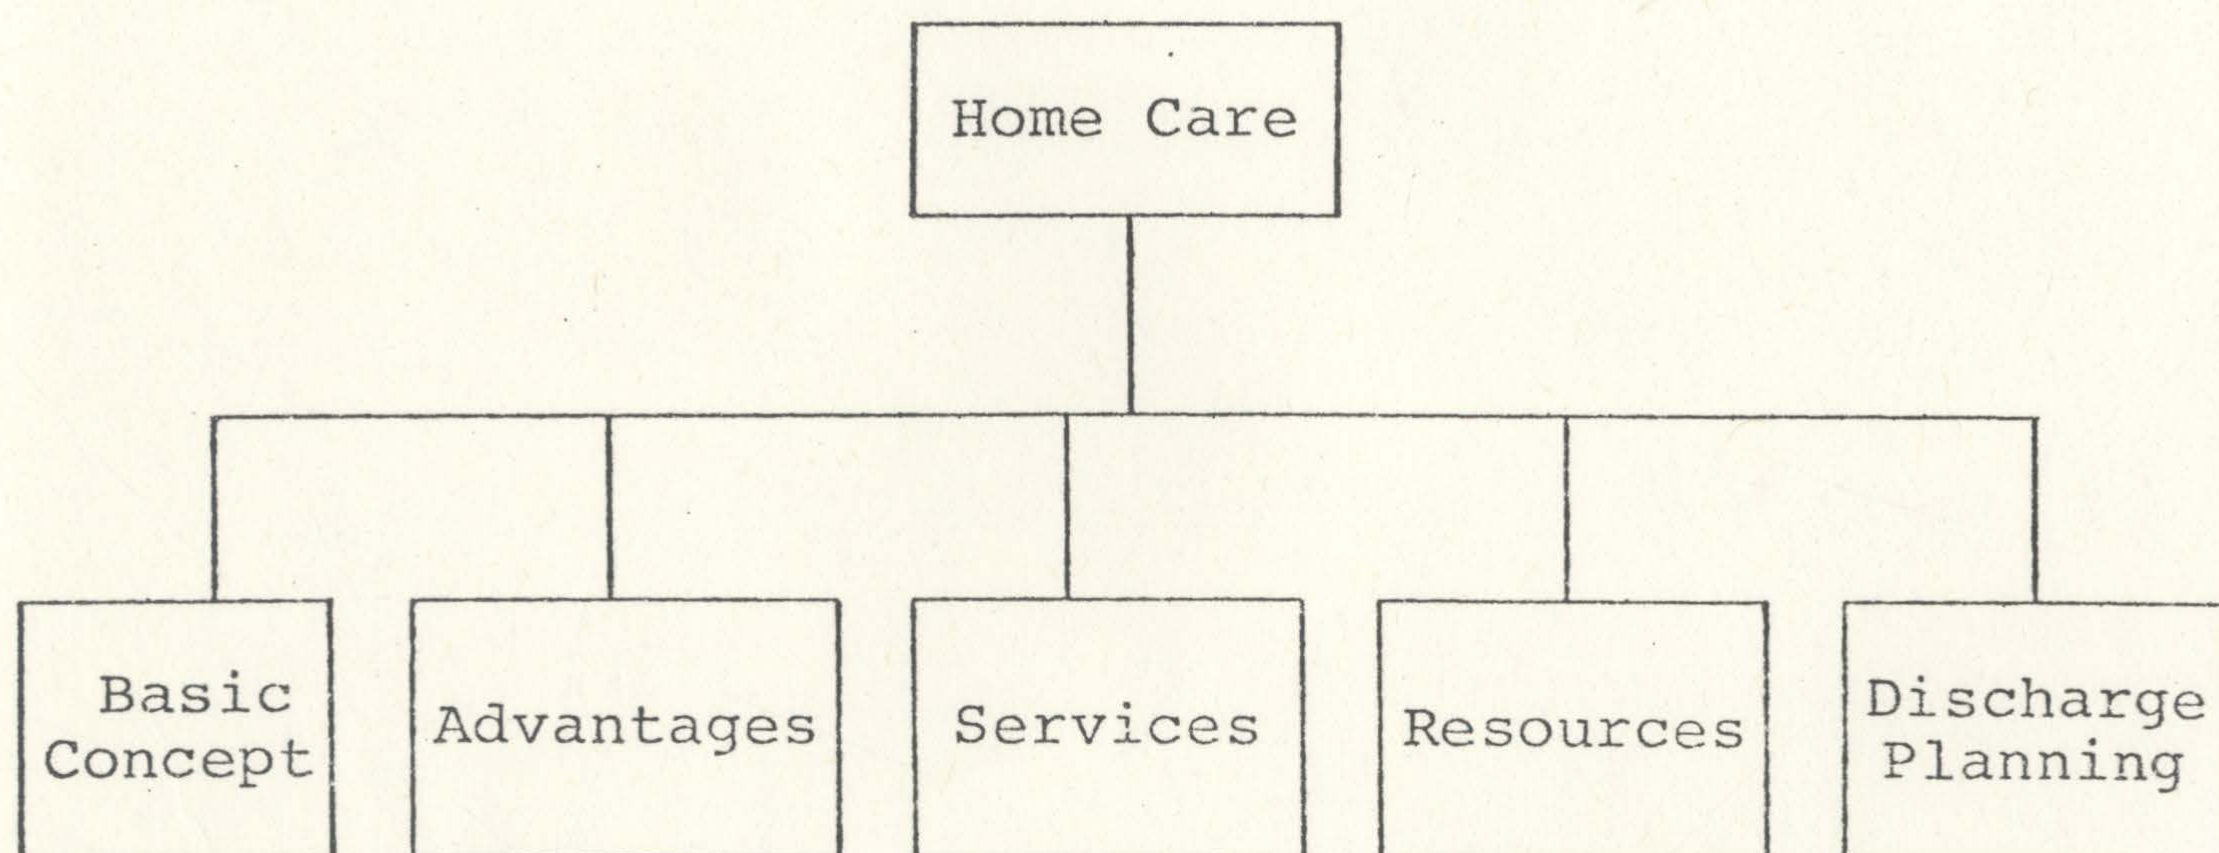 Home Care
Basic
Concept
Advantages
Services
Resources
Discharge
Planning